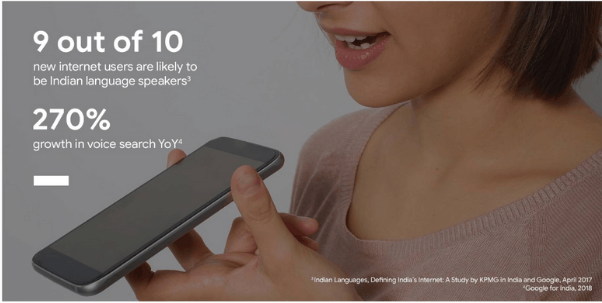 9 out of 10
new internet users are likely to
be Indian language speakers³
270%
growth in voice search YoY⁴
³Indian Languages, Defining India's Internet: A Study by KPMG in India and Google, April 2017
⁴Google for India, 2018